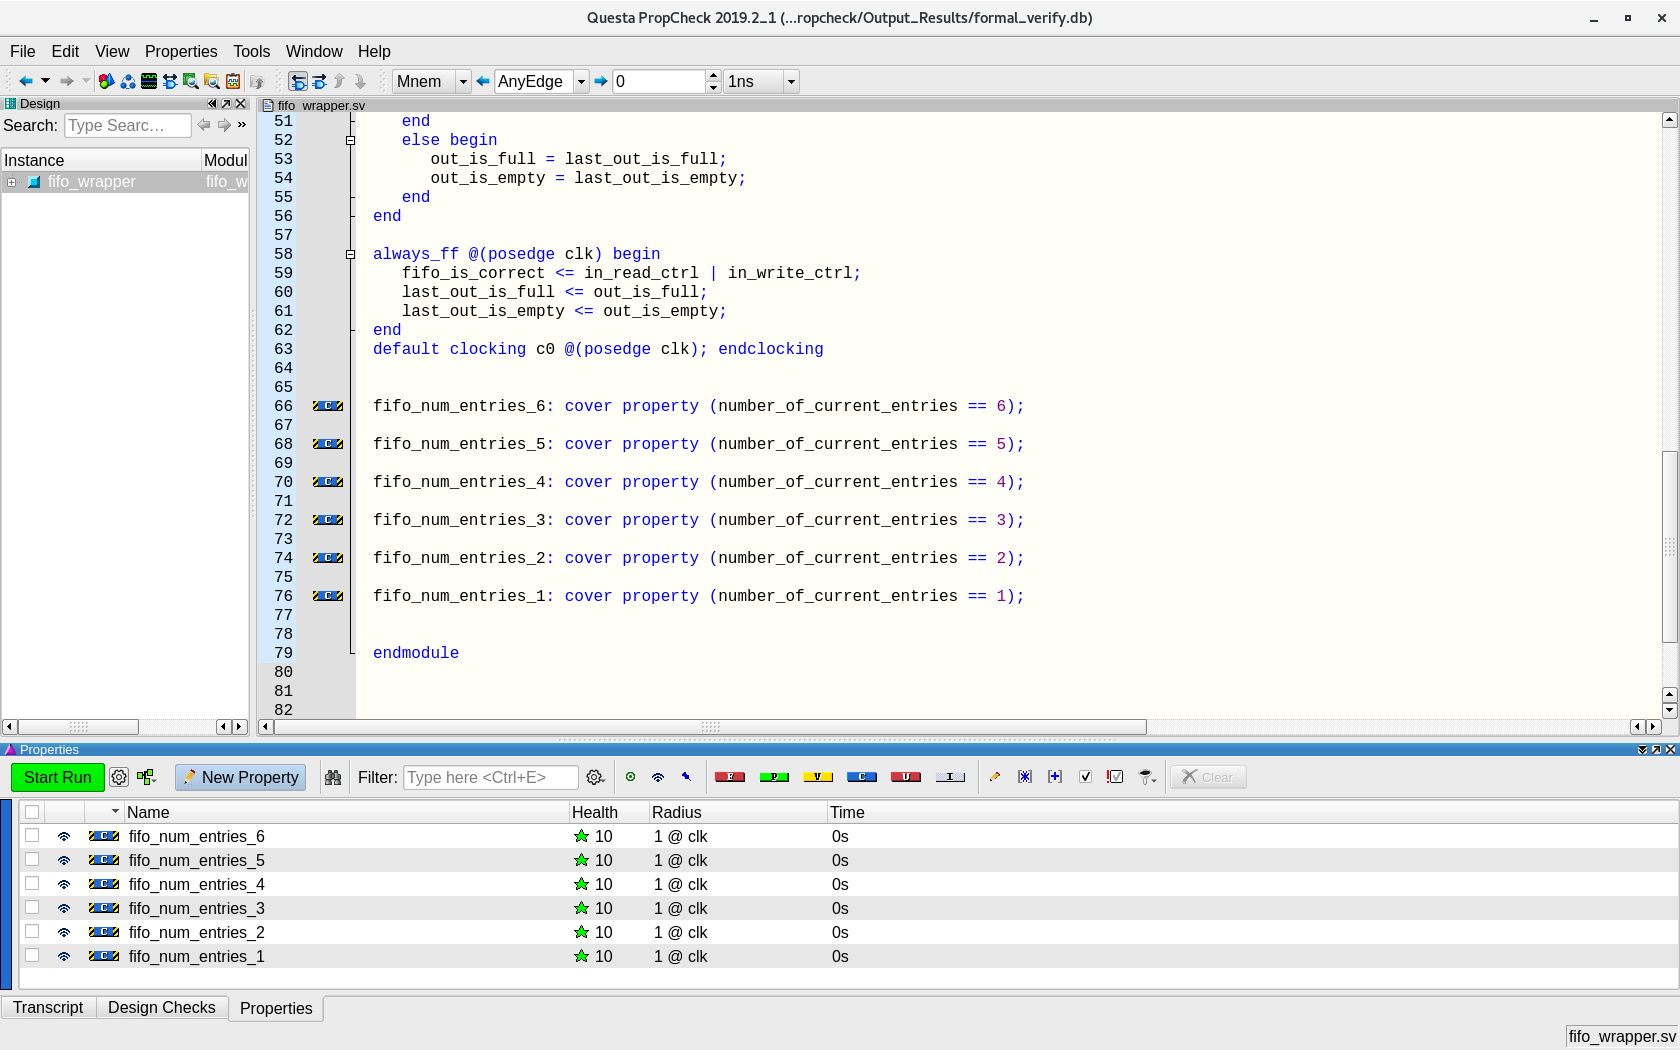 Questa PropCheck 2019.2_1 (...ropcheck/Output_Results/formal_verify.db)
File Edit View Properties Tools Window Help
Mnem AnyEdge 0 1ns
Design
fifo_wrapper.sv
Search: Type Searc...
Instance Modul
fifo_wrapper fifo_w
51 end
52 else begin
53 out_is_full = last_out_is_full;
54 out_is_empty = last_out_is_empty;
55 end
56 end
57
58 always_ff @(posedge clk) begin
59 fifo_is_correct <= in_read_ctrl | in_write_ctrl;
60 last_out_is_full <= out_is_full;
61 last_out_is_empty <= out_is_empty;
62 end
63 default clocking c0 @(posedge clk); endclocking
64
65
66 C fifo_num_entries_6: cover property (number_of_current_entries == 6);
67
68 C fifo_num_entries_5: cover property (number_of_current_entries == 5);
69
70 C fifo_num_entries_4: cover property (number_of_current_entries == 4);
71
72 C fifo_num_entries_3: cover property (number_of_current_entries == 3);
73
74 C fifo_num_entries_2: cover property (number_of_current_entries == 2);
75
76 C fifo_num_entries_1: cover property (number_of_current_entries == 1);
77
78
79 endmodule
80
81
82
Properties
Start Run New Property Filter: Type here <Ctrl+E> F P V C U I Clear
Name Health Radius Time
C fifo_num_entries_6 10 1 @ clk 0s
C fifo_num_entries_5 10 1 @ clk 0s
C fifo_num_entries_4 10 1 @ clk 0s
C fifo_num_entries_3 10 1 @ clk 0s
C fifo_num_entries_2 10 1 @ clk 0s
C fifo_num_entries_1 10 1 @ clk 0s
Transcript Design Checks Properties
fifo_wrapper.sv